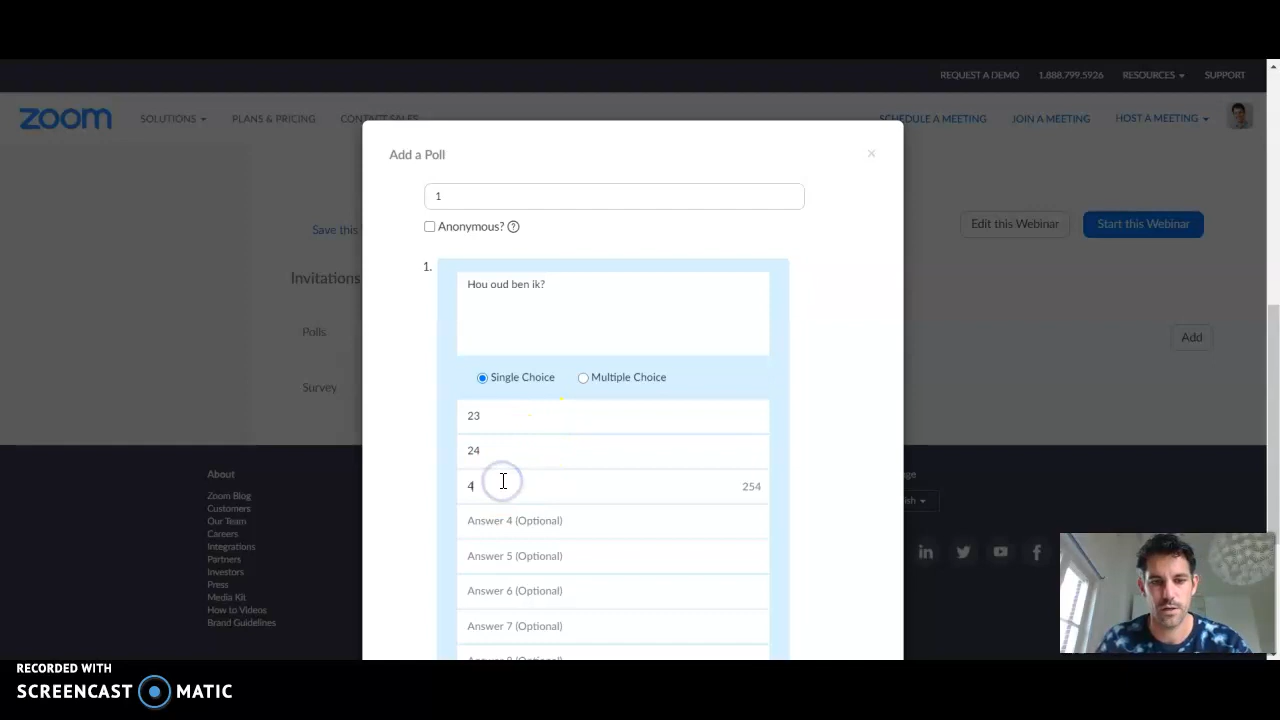 REQUEST A DEMO 1.888.799.5926 RESOURCES SUPPORT
zoom SOLUTIONS PLANS & PRICING CONTACT SALES SCHEDULE A MEETING JOIN A MEETING HOST A MEETING
Add a Poll ×
1
Save this
Anonymous? ?
Edit this Webinar Start this Webinar
Invitations
1.
Hou oud ben ik?
Polls
Add
Survey
Single Choice Multiple Choice
23
24
4 254
Answer 4 (Optional)
Answer 5 (Optional)
Answer 6 (Optional)
Answer 7 (Optional)
About
Zoom Blog
Customers
Our Team
Careers
Integrations
Partners
Investors
Press
Media Kit
How to Videos
Brand Guidelines
in f
RECORDED WITH
SCREENCAST MATIC